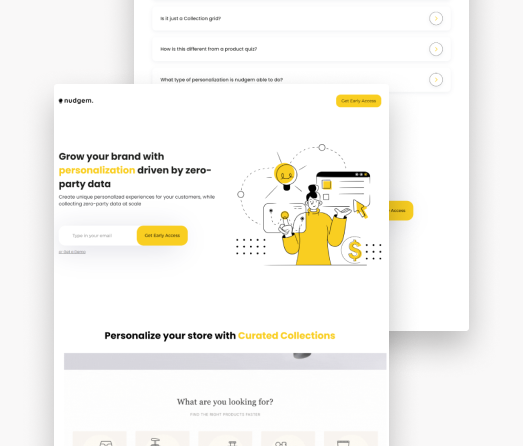 Is it just a Collection grid?
How is this different from a product quiz?
What type of personalization is nudgem able to do?
nudgem.
Get Early Access
Grow your brand with
personalization driven by zero-
party data
Create unique personalized experiences for your customers, while
collecting zero-party data at scale
Type in your email
Get Early Access
or Get a Demo
Access
$
Personalize your store with Curated Collections
What are you looking for?
FIND THE RIGHT PRODUCTS FASTER